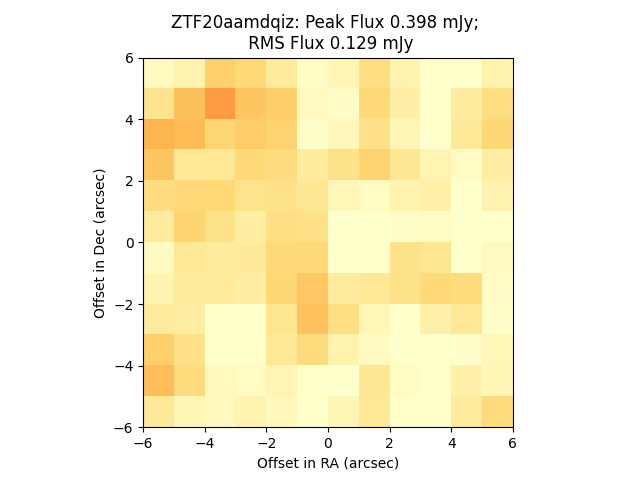 ZTF20aamdqiz: Peak Flux 0.398 mJy;
RMS Flux 0.129 mJy
6
4
2
0
−2
−4
−6
Offset in Dec (arcsec)
−6 −4 −2 0 2 4 6
Offset in RA (arcsec)